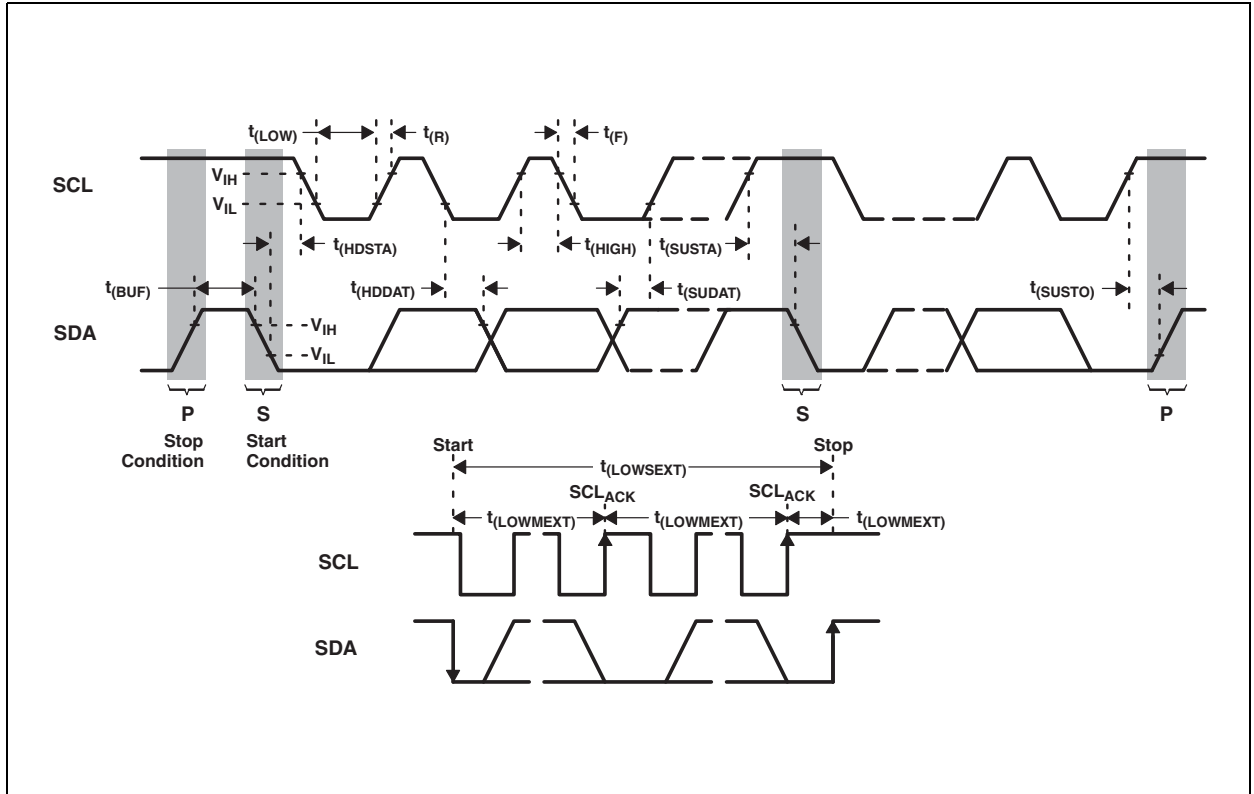 t(LOW)
t(R)
t(F)
SCL
VIH
VIL
t(HDSTA)
t(HIGH)
t(SUSTA)
t(BUF)
t(HDDAT)
t(SUDAT)
t(SUSTO)
SDA
VIH
VIL
P
S
S
P
Stop
Condition
Start
Condition
Start
Stop
t(LOWSEXT)
SCLACK
SCLACK
t(LOWMEXT)
t(LOWMEXT)
t(LOWMEXT)
SCL
SDA